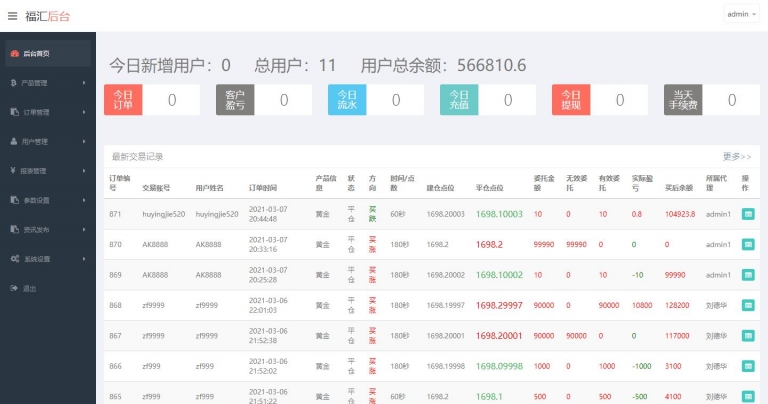 福汇后台
admin
后台首页
产品管理
订单管理
用户管理
报表管理
参数设置
资讯发布
系统设置
退出
今日新增用户：0 总用户：11 用户总余额：566810.6
今日订单 0
客户盈亏 0
今日流水 0
今日充值 0
今日提现 0
当天手续费 0
最新交易记录 更多>>
订单编号 交易账号 用户姓名 订单时间 产品信息 状态 方向 时间/点数 建仓点位 平仓点位 委托金额 无效委托 有效委托 实际盈亏 买后余额 所属代理 操作
871 huyingjie520 huyingjie520 2021-03-07 20:44:48 黄金 平仓 买跌 60秒 1698.20003 1698.10003 10 0 10 0.8 104923.8 admin1
870 AK8888 AK8888 2021-03-07 20:33:16 黄金 平仓 买涨 180秒 1698.2 1698.2 99990 99990 0 0 0 admin1
869 AK8888 AK8888 2021-03-07 20:25:28 黄金 平仓 买涨 180秒 1698.20002 1698.10002 10 0 10 -10 99990 admin1
868 zf9999 zf9999 2021-03-06 22:01:03 黄金 平仓 买涨 180秒 1698.19997 1698.29997 90000 0 90000 10800 128200 刘德华
867 zf9999 zf9999 2021-03-06 21:52:38 黄金 平仓 买涨 180秒 1698.20001 1698.20001 90000 90000 0 0 117000 刘德华
866 zf999 zf999 2021-03-06 21:52:02 黄金 平仓 买涨 180秒 1698.19998 1698.09998 1000 0 1000 -1000 3100 刘德华
865 zf999 zf999 2021-03-06 21:51:22 黄金 平仓 买涨 60秒 1698.2 1698.1 500 0 500 -500 4100 刘德华